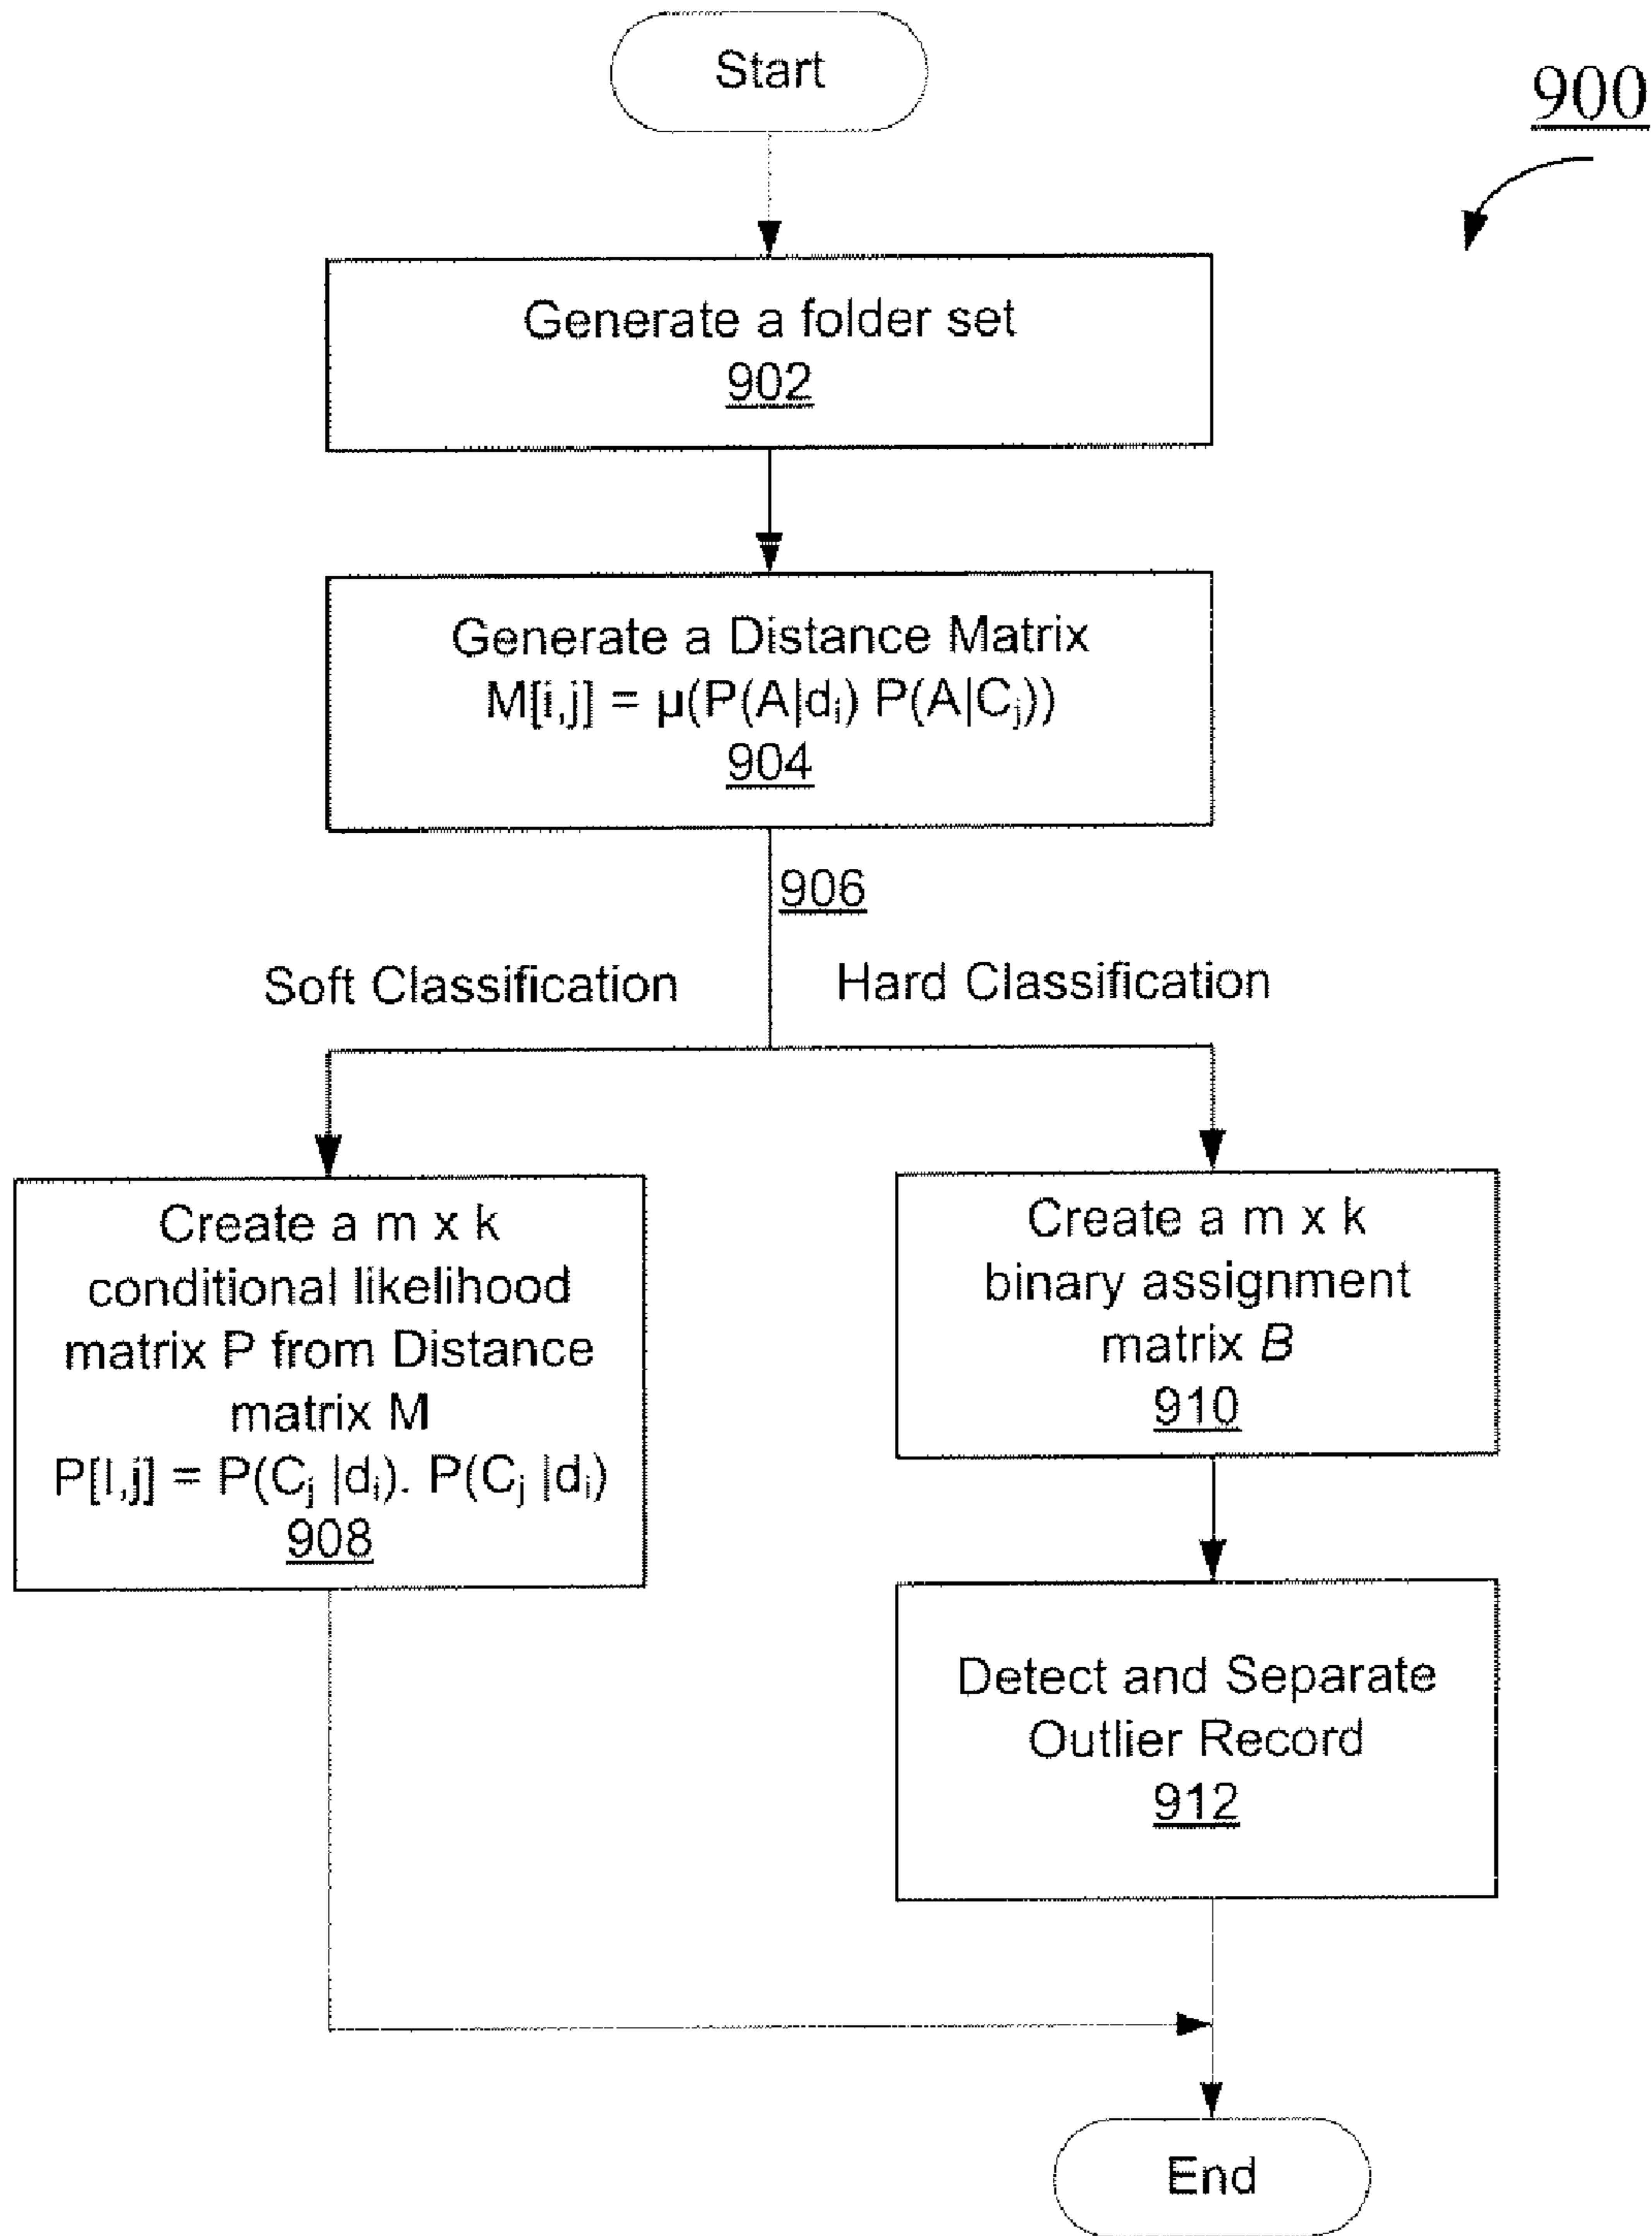 Start
900
Generate a folder set
902
Generate a Distance Matrix
M[i,j] = µ(P(A|dᵢ) P(A|Cⱼ))
904
906
Soft Classification
Hard Classification
Create a m x k
conditional likelihood
matrix P from Distance
matrix M
P[I,j] = P(Cⱼ |dᵢ). P(Cⱼ |dᵢ)
908
Create a m x k
binary assignment
matrix B
910
Detect and Separate
Outlier Record
912
End